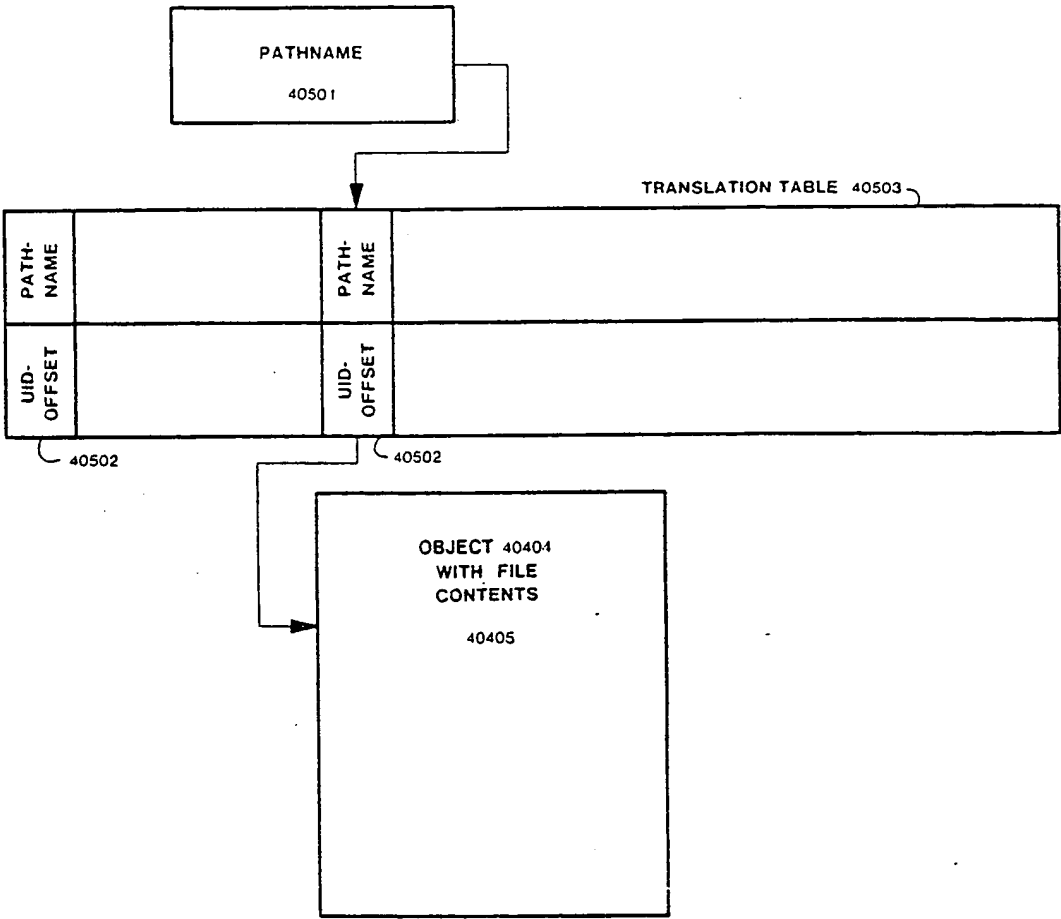 PATHNAME
40501
TRANSLATION TABLE 40503
PATH-
NAME
PATH-
NAME
UID-
OFFSET
UID-
OFFSET
40502
40502
OBJECT 40404
WITH FILE
CONTENTS
40405